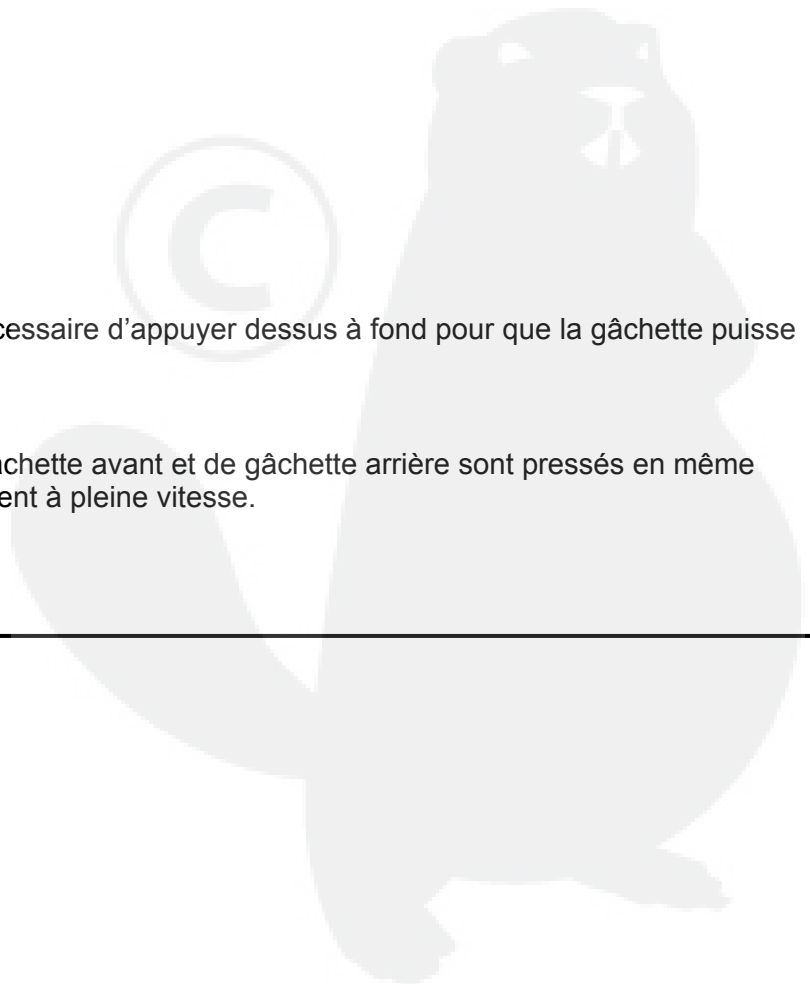 ©
cessaire d’appuyer dessus à fond pour que la gâchette puisse
achette avant et de gâchette arrière sont pressés en même
ent à pleine vitesse.